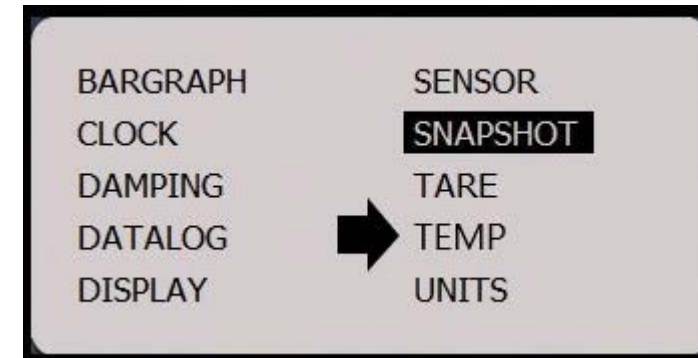 BARGRAPH
CLOCK
DAMPING
DATALOG
DISPLAY
SENSOR
SNAPSHOT
TARE
TEMP
UNITS